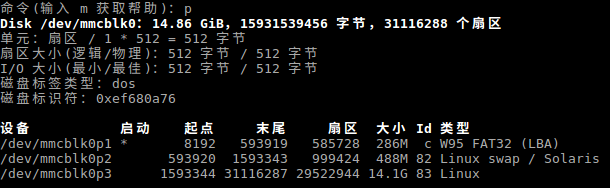 命令(输入 m 获取帮助): p
Disk /dev/mmcblk0: 14.86 GiB, 15931539456 字节, 31116288 个扇区
单元: 扇区 / 1 * 512 = 512 字节
扇区大小(逻辑/物理): 512 字节 / 512 字节
I/O 大小(最小/最佳): 512 字节 / 512 字节
磁盘标签类型: dos
磁盘标识符: 0xef680a76
设备 启动 起点 末尾 扇区 大小 Id 类型
/dev/mmcblk0p1 * 8192 593919 585728 286M c W95 FAT32 (LBA)
/dev/mmcblk0p2 593920 1593343 999424 488M 82 Linux swap / Solaris
/dev/mmcblk0p3 1593344 31116287 29522944 14.1G 83 Linux